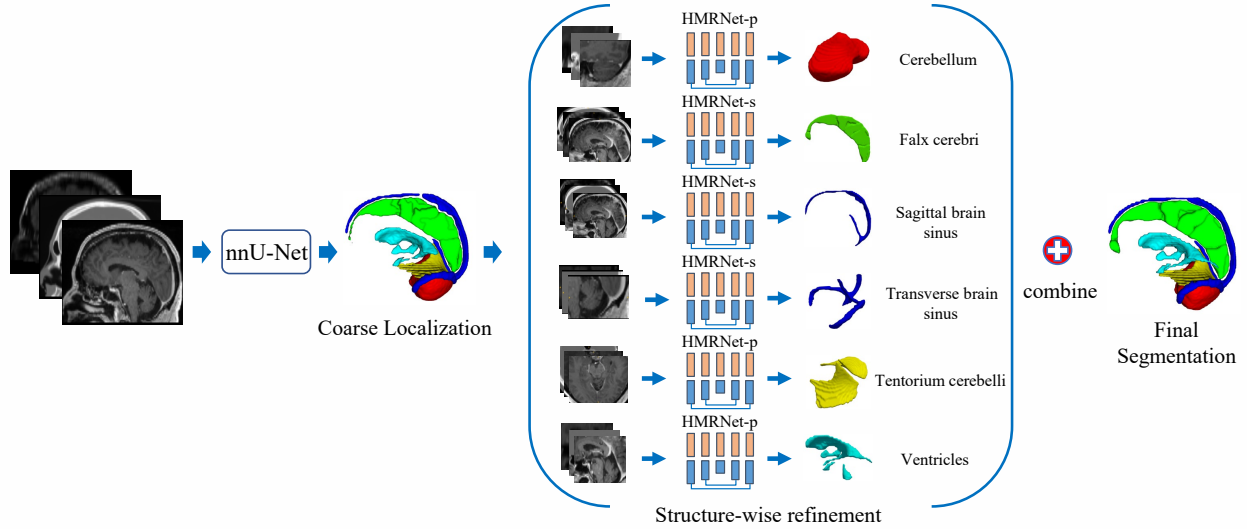 nnU-Net
Coarse Localization
HMRNet-p
Cerebellum
HMRNet-s
Falx cerebri
HMRNet-s
Sagittal brain
sinus
HMRNet-s
Transverse brain
sinus
HMRNet-p
Tentorium cerebelli
HMRNet-p
Ventricles
Structure-wise refinement
combine
Final
Segmentation